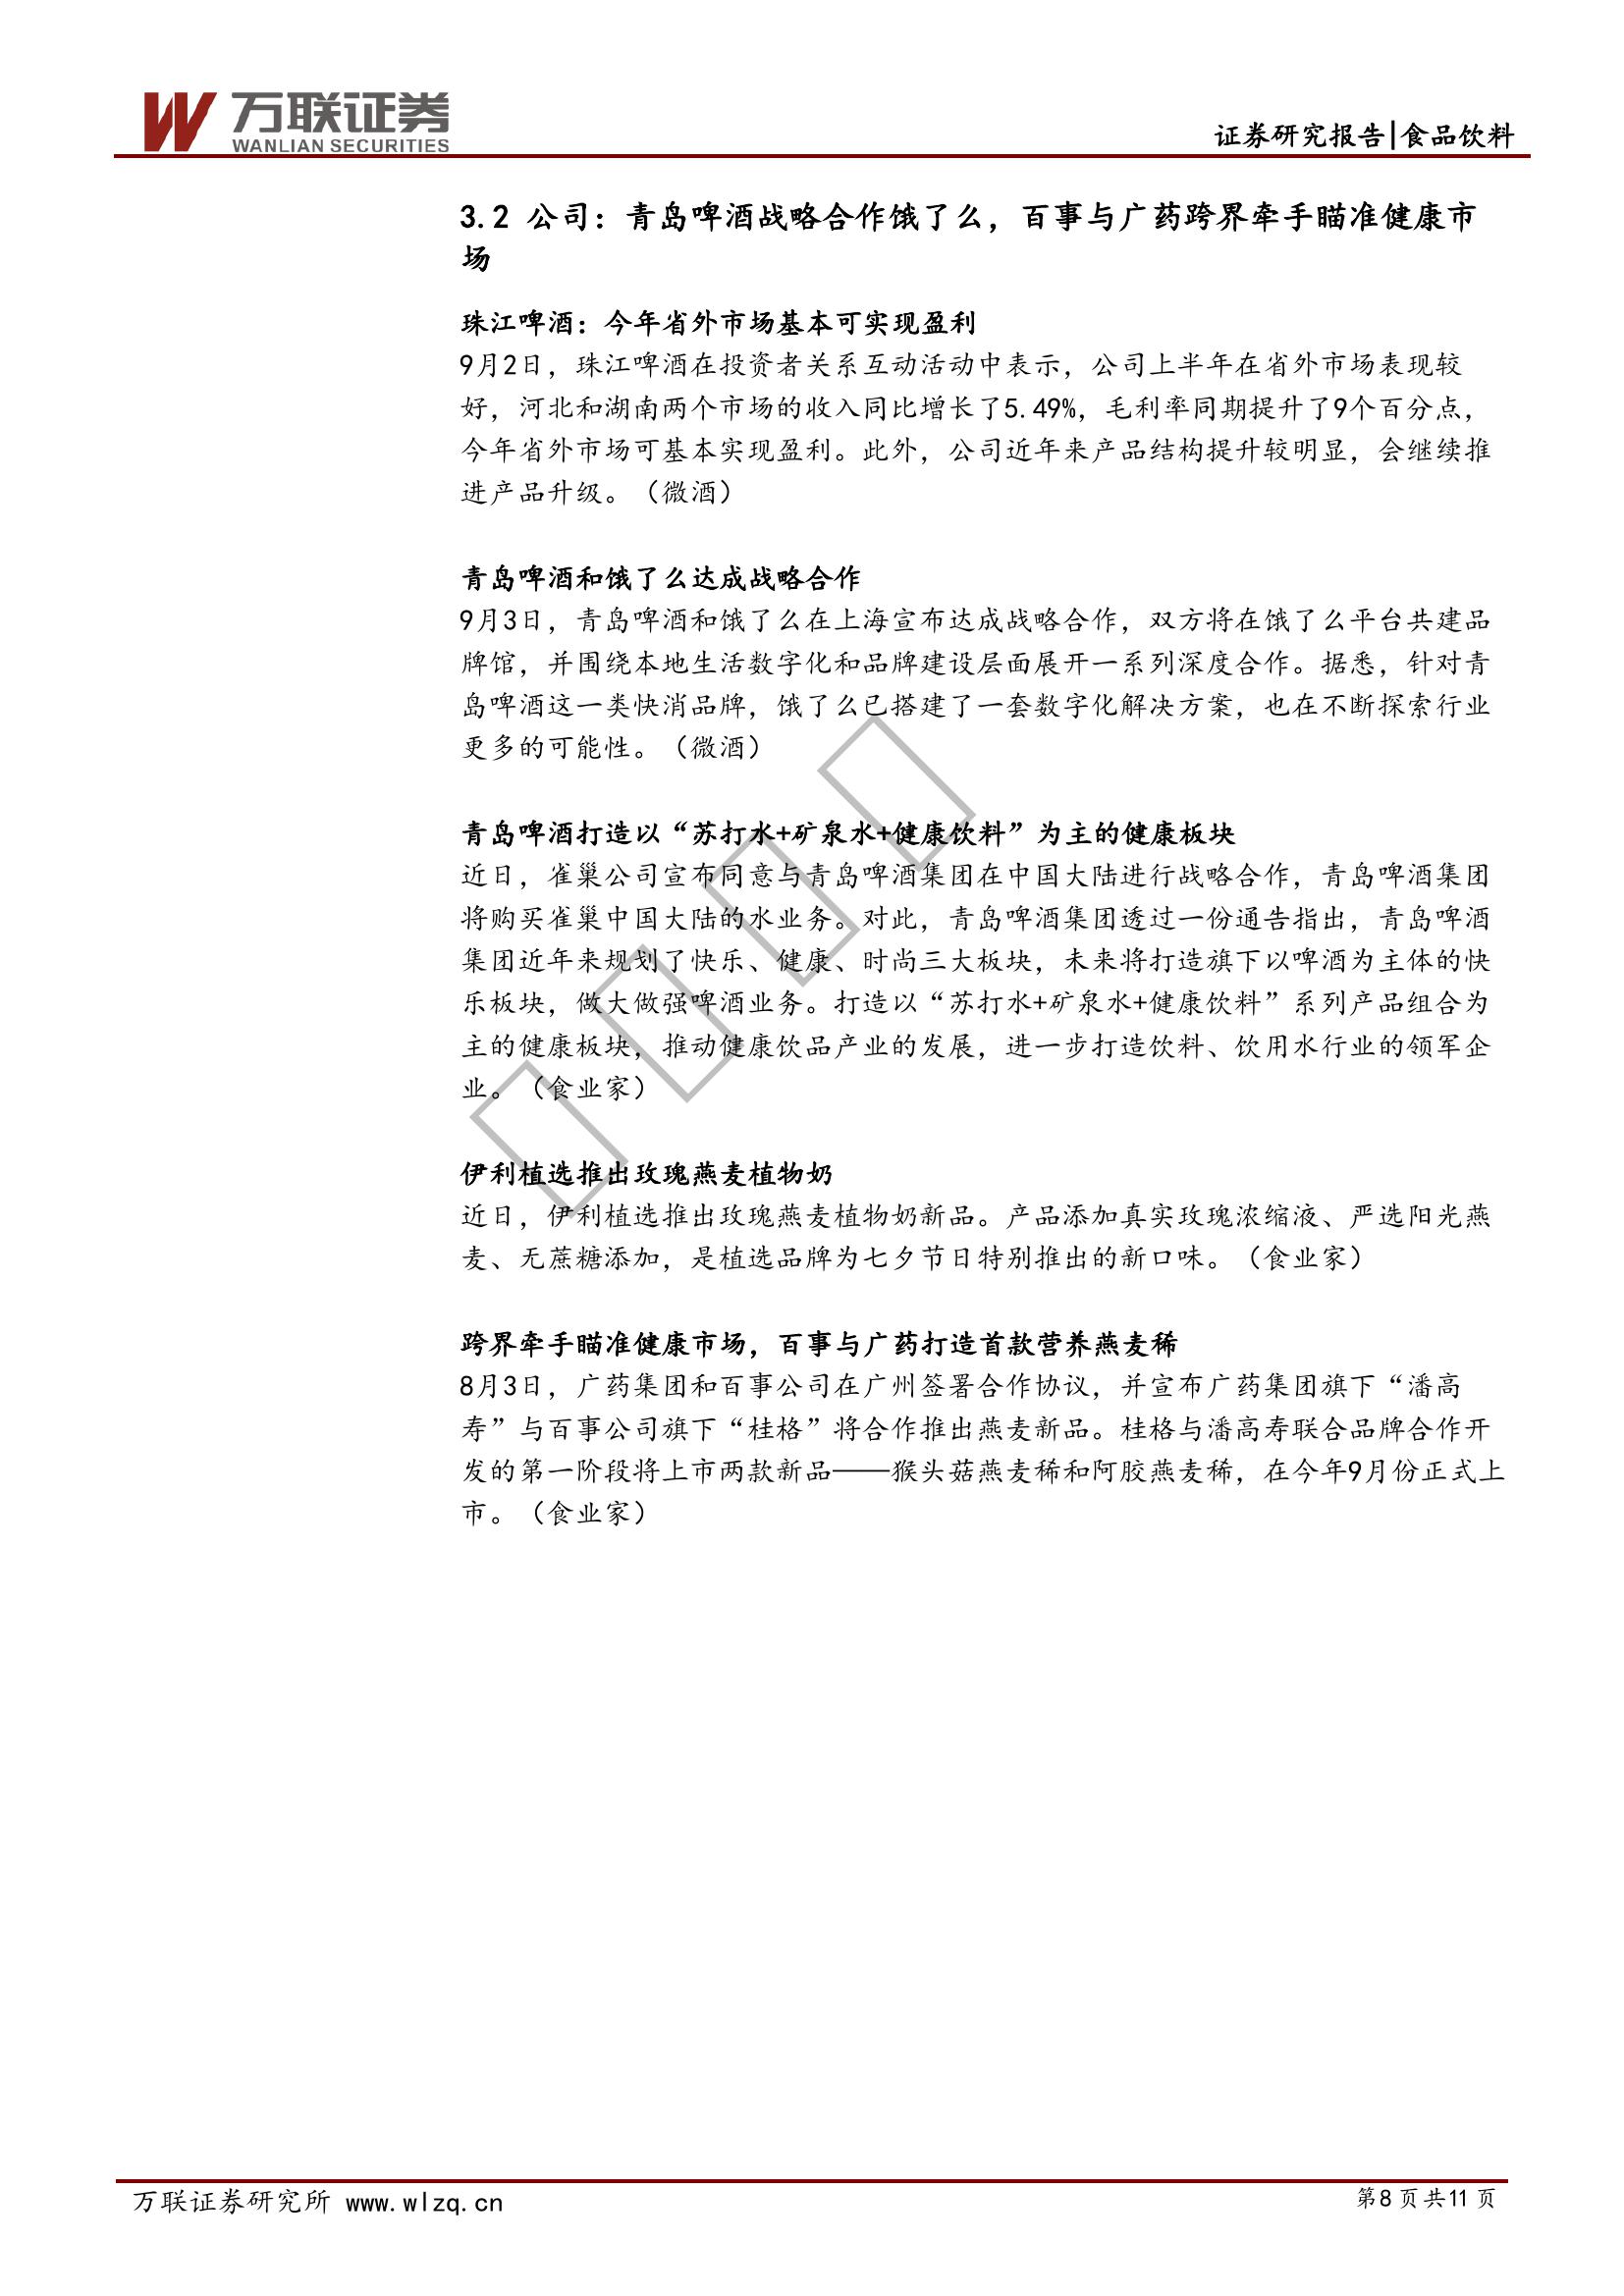 万联证券
WANLIAN SECURITIES
证券研究报告|食品饮料
3.2 公司：青岛啤酒战略合作饿了么，百事与广药跨界牵手瞄准健康市
场
珠江啤酒：今年省外市场基本可实现盈利
9月2日，珠江啤酒在投资者关系互动活动中表示，公司上半年在省外市场表现较
好，河北和湖南两个市场的收入同比增长了5.49%，毛利率同期提升了9个百分点，
今年省外市场可基本实现盈利。此外，公司近年来产品结构提升较明显，会继续推
进产品升级。（微酒）
青岛啤酒和饿了么达成战略合作
9月3日，青岛啤酒和饿了么在上海宣布达成战略合作，双方将在饿了么平台共建品
牌馆，并围绕本地生活数字化和品牌建设层面展开一系列深度合作。据悉，针对青
岛啤酒这一类快消品牌，饿了么已搭建了一套数字化解决方案，也在不断探索行业
更多的可能性。（微酒）
青岛啤酒打造以“苏打水+矿泉水+健康饮料”为主的健康板块
近日，雀巢公司宣布同意与青岛啤酒集团在中国大陆进行战略合作，青岛啤酒集团
将购买雀巢中国大陆的水业务。对此，青岛啤酒集团透过一份通告指出，青岛啤酒
集团近年来规划了快乐、健康、时尚三大板块，未来将打造旗下以啤酒为主体的快
乐板块，做大做强啤酒业务。打造以“苏打水+矿泉水+健康饮料”系列产品组合为
主的健康板块，推动健康饮品产业的发展，进一步打造饮料、饮用水行业的领军企
业。（食业家）
伊利植选推出玫瑰燕麦植物奶
近日，伊利植选推出玫瑰燕麦植物奶新品。产品添加真实玫瑰浓缩液、严选阳光燕
麦、无蔗糖添加，是植选品牌为七夕节日特别推出的新口味。（食业家）
跨界牵手瞄准健康市场，百事与广药打造首款营养燕麦稀
8月3日，广药集团和百事公司在广州签署合作协议，并宣布广药集团旗下“潘高
寿”与百事公司旗下“桂格”将合作推出燕麦新品。桂格与潘高寿联合品牌合作开
发的第一阶段将上市两款新品——猴头菇燕麦稀和阿胶燕麦稀，在今年9月份正式上
市。（食业家）
万联证券研究所 www.wlzq.cn
第8页共11页